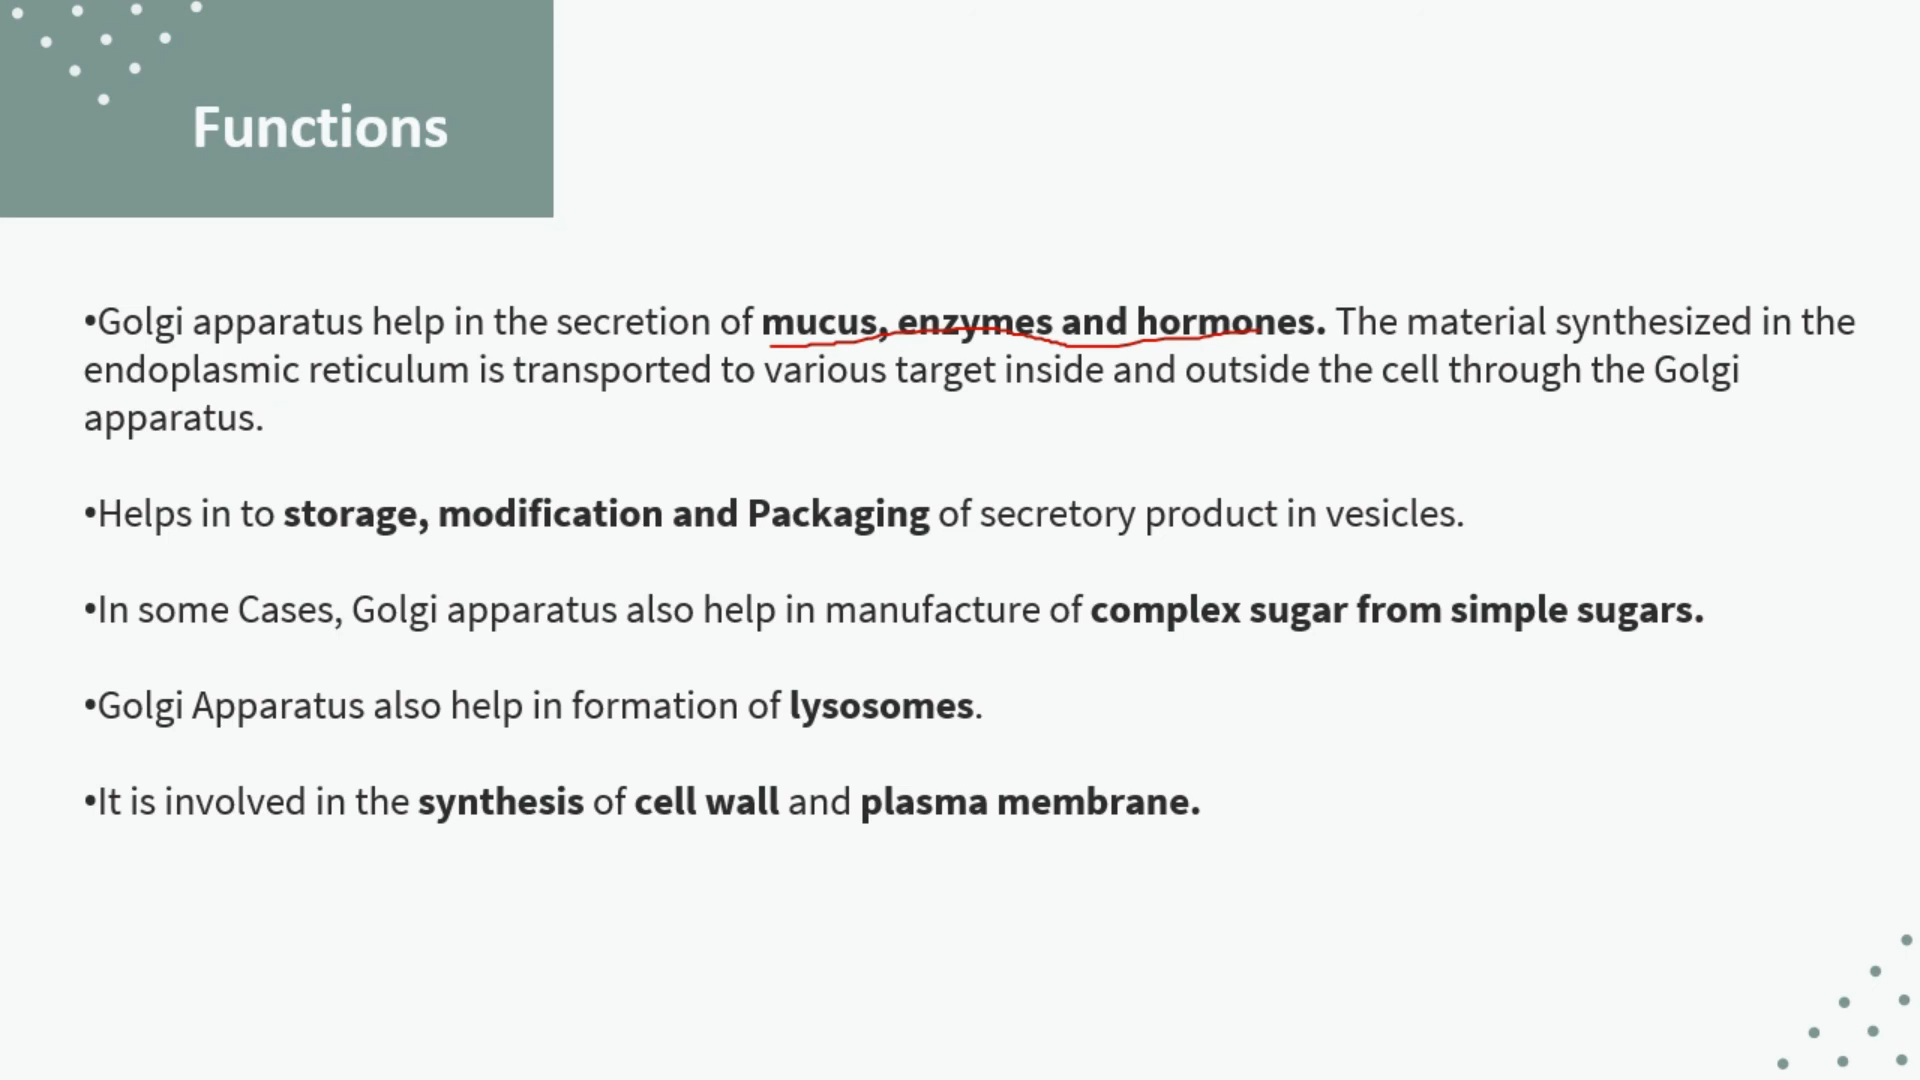 Functions
•Golgi apparatus help in the secretion of mucus, enzymes and hormones. The material synthesized in the
endoplasmic reticulum is transported to various target inside and outside the cell through the Golgi
apparatus.
•Helps in to storage, modification and Packaging of secretory product in vesicles.
•In some Cases, Golgi apparatus also help in manufacture of complex sugar from simple sugars.
•Golgi Apparatus also help in formation of lysosomes.
•It is involved in the synthesis of cell wall and plasma membrane.